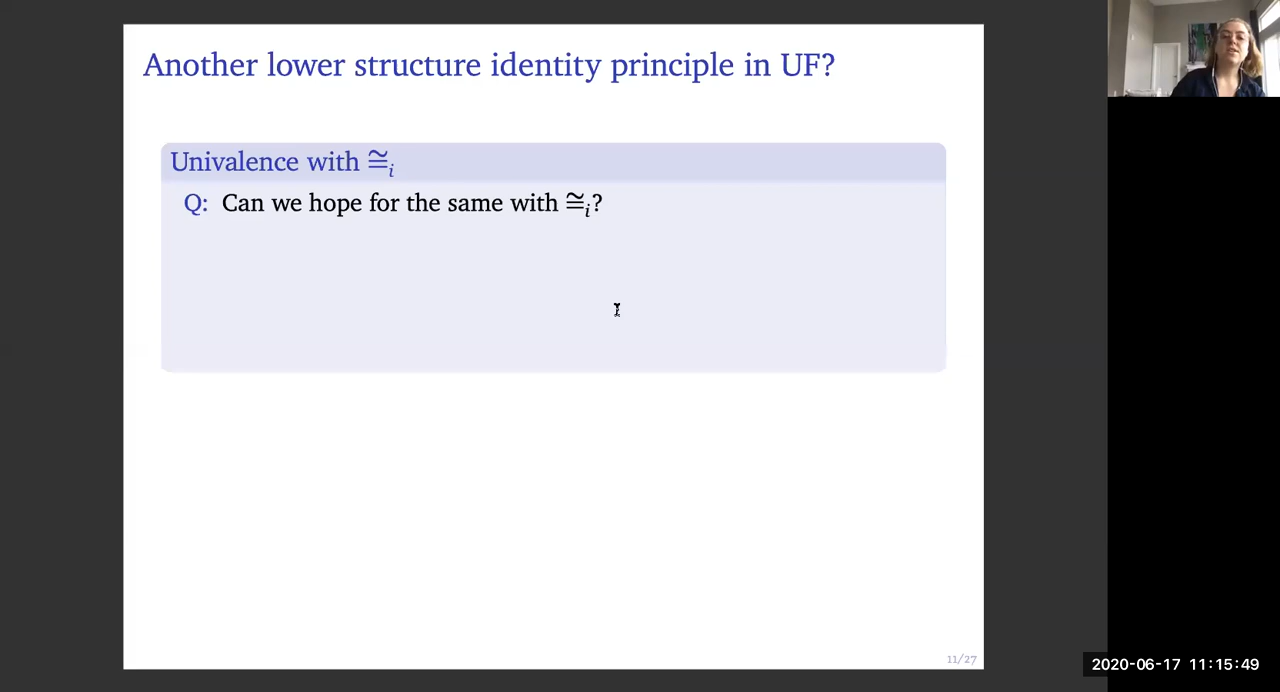 Another lower structure identity principle in UF?
Univalence with ≅ᵢ
Q: Can we hope for the same with ≅ᵢ?
11/27
2020-06-17 11:15:49